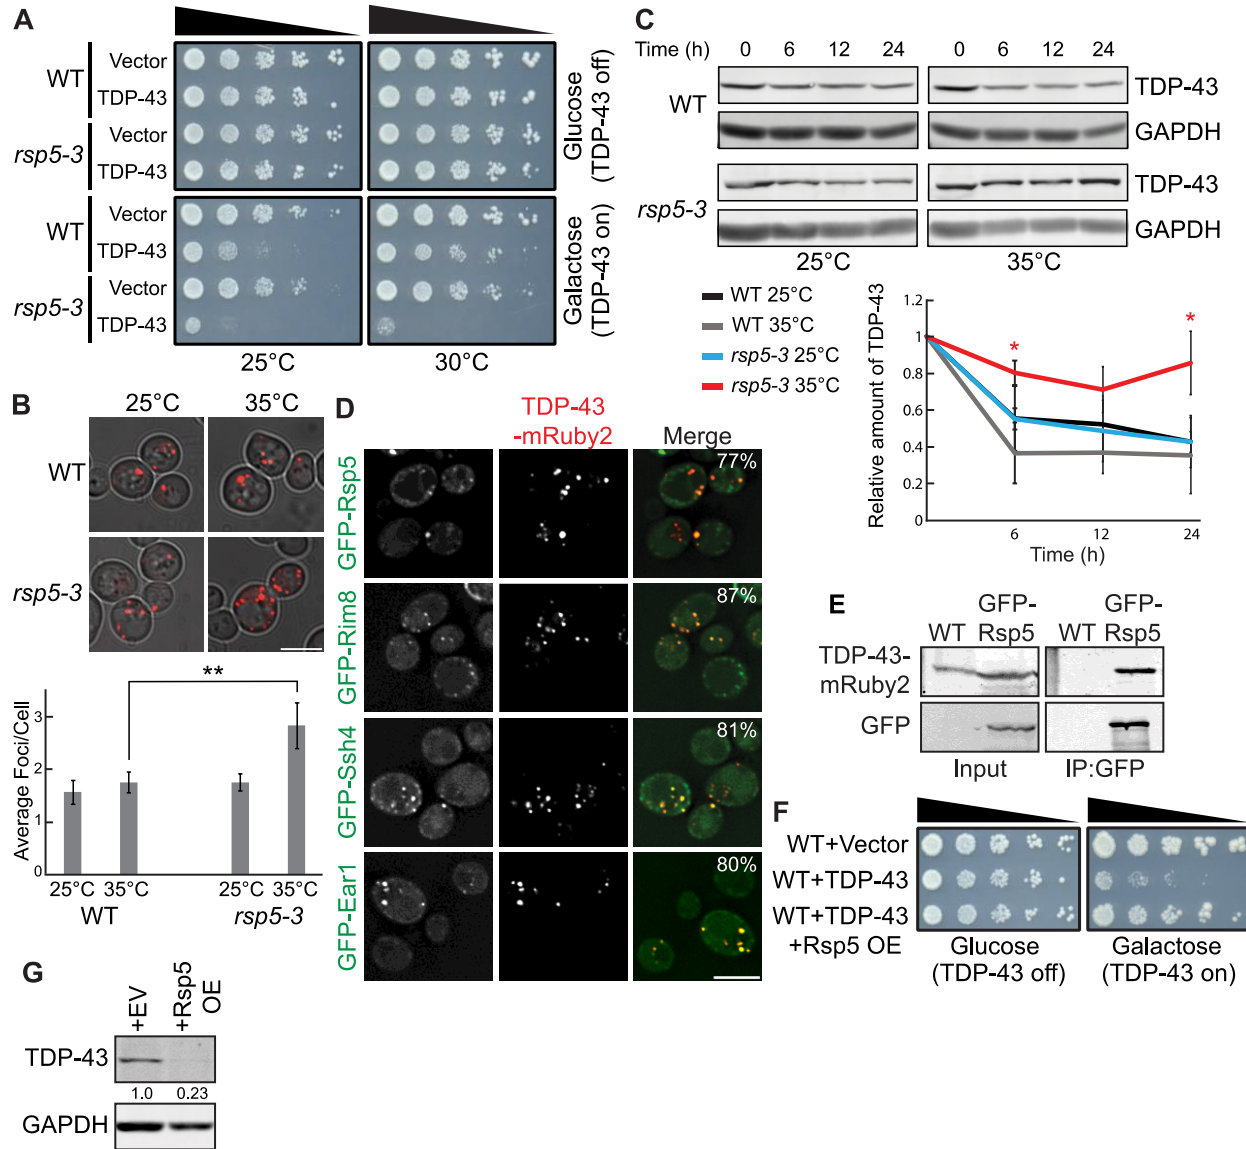 A
WT
Vector
TDP-43
rsp5-3
Vector
TDP-43
Glucose
(TDP-43 off)
WT
Vector
TDP-43
rsp5-3
Vector
TDP-43
Galactose
(TDP-43 on)
25°C
30°C
B
25°C
35°C
WT
rsp5-3
**
Average Foci/Cell
3
2
1
0
25°C
35°C
25°C
35°C
WT
rsp5-3
C
Time (h)
0
6
12
24
0
6
12
24
WT
TDP-43
GAPDH
rsp5-3
TDP-43
GAPDH
25°C
35°C
WT 25°C
WT 35°C
rsp5-3 25°C
rsp5-3 35°C
Relative amount of TDP-43
1.2
1
0.8
0.6
0.4
0.2
0
*
*
6
12
24
Time (h)
D
TDP-43
-mRuby2
Merge
GFP-Rsp5
77%
GFP-Rim8
87%
GFP-Ssh4
81%
GFP-Ear1
80%
E
WT
GFP-
Rsp5
WT
GFP-
Rsp5
TDP-43-
mRuby2
GFP
Input
IP:GFP
F
WT+Vector
WT+TDP-43
WT+TDP-43
+Rsp5 OE
Glucose
(TDP-43 off)
Galactose
(TDP-43 on)
G
+EV
+Rsp5
OE
TDP-43
1.0
0.23
GAPDH